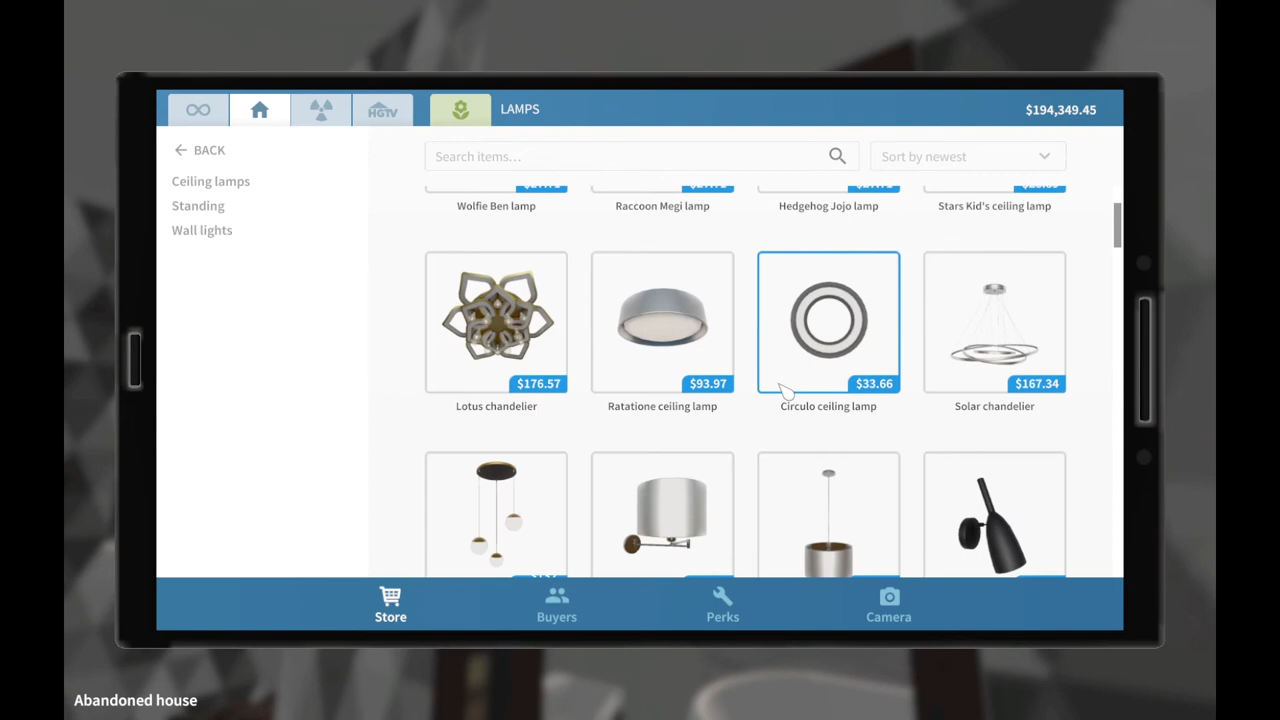 HGTV
LAMPS
$194,349.45
BACK
Search items...
Sort by newest
Ceiling lamps
Standing
Wall lights
Wolfie Ben lamp
Raccoon Megi lamp
Hedgehog Jojo lamp
Stars Kid's ceiling lamp
$176.57
$93.97
$33.66
$167.34
Lotus chandelier
Ratatione ceiling lamp
Circulo ceiling lamp
Solar chandelier
Store
Buyers
Perks
Camera
Abandoned house